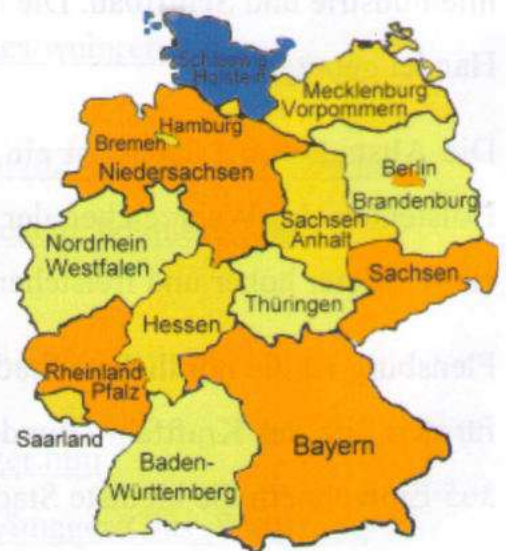 Schleswig
Holstein
Mecklenburg
Vorpommern
Hamburg
Bremen
Niedersachsen
Berlin
Brandenburg
Sachsen
Anhalt
Nordrhein
Westfalen
Sachsen
Thüringen
Hessen
Rheinland
Pfalz
Saarland
Bayern
Baden-
Württemberg